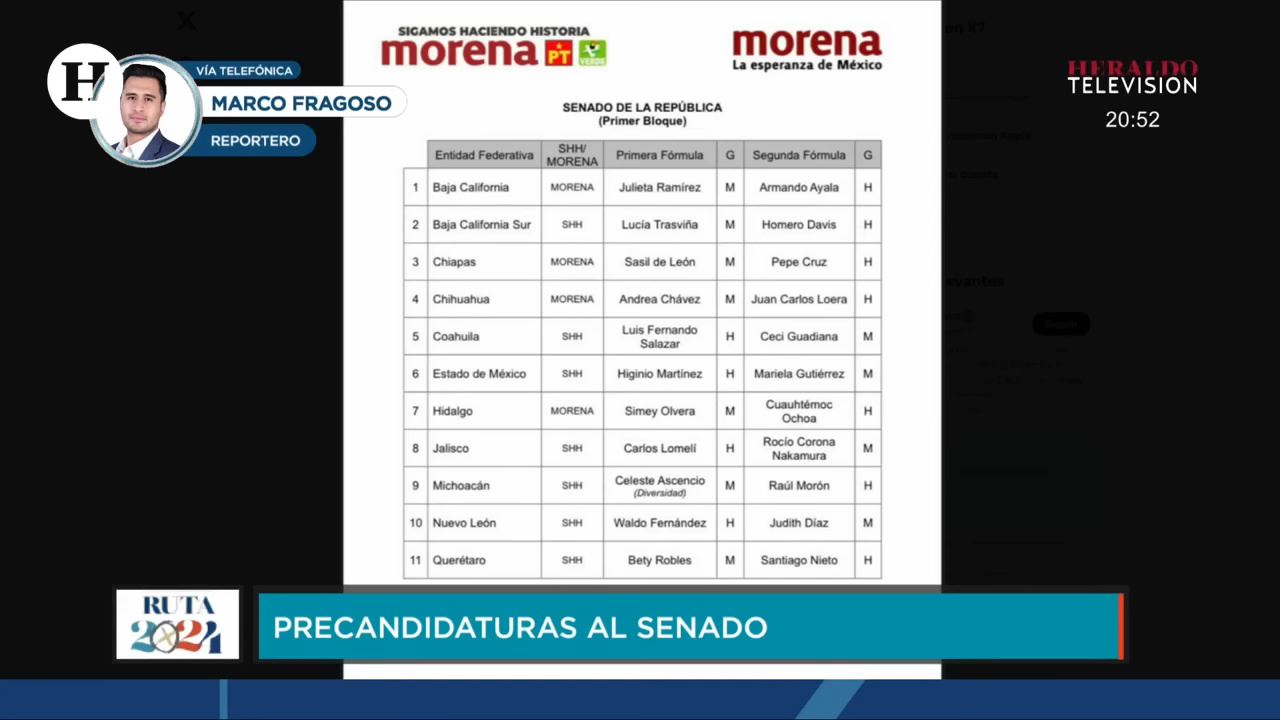 H
VÍA TELEFÓNICA
MARCO FRAGOSO
REPORTERO
SIGAMOS HACIENDO HISTORIA
morena PT VERDE
morena
La esperanza de México
HERALDO
TELEVISION
20:52
SENADO DE LA REPÚBLICA
(Primer Bloque)
Entidad Federativa SHH/ MORENA Primera Fórmula G Segunda Fórmula G
1 Baja California MORENA Julieta Ramírez M Armando Ayala H
2 Baja California Sur SHH Lucía Trasviña M Homero Davis H
3 Chiapas MORENA Sasil de León M Pepe Cruz H
4 Chihuahua MORENA Andrea Chávez M Juan Carlos Loera H
5 Coahuila SHH Luis Fernando Salazar H Ceci Guadiana M
6 Estado de México SHH Higinio Martínez H Mariela Gutiérrez M
7 Hidalgo MORENA Simey Olvera M Cuauhtémoc Ochoa H
8 Jalisco SHH Carlos Lomelí H Rocío Corona Nakamura M
9 Michoacán SHH Celeste Ascencio (Diversidad) M Raúl Morón H
10 Nuevo León SHH Waldo Fernández H Judith Díaz M
11 Querétaro SHH Bety Robles M Santiago Nieto H
RUTA
2024
PRECANDIDATURAS AL SENADO